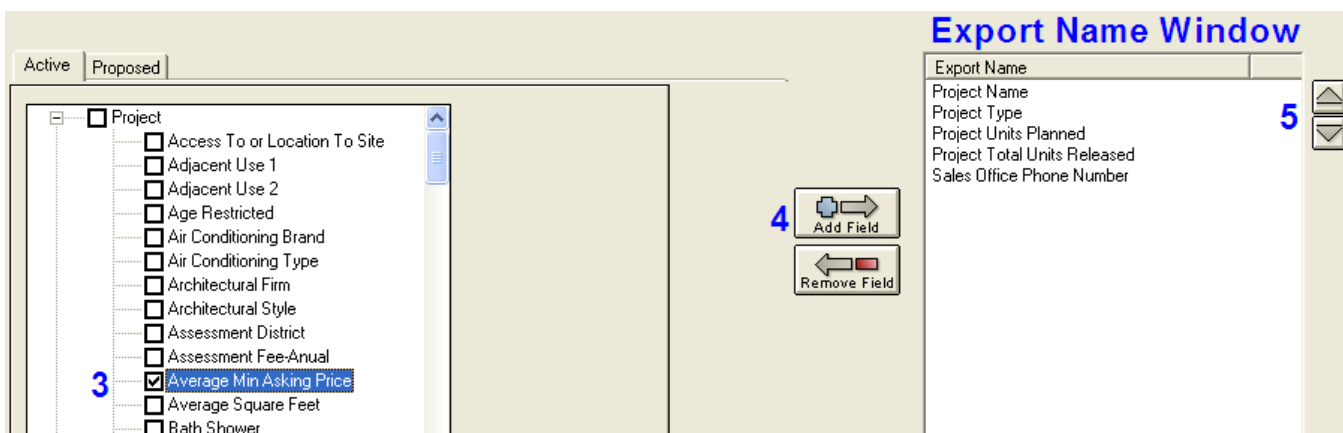 Export Name Window
Active Proposed
Export Name
Project
Access To or Location To Site
Adjacent Use 1
Adjacent Use 2
Age Restricted
Air Conditioning Brand
Air Conditioning Type
Architectural Firm
Architectural Style
Assessment District
Assessment Fee-Anual
3 Average Min Asking Price
Average Square Feet
Bath Shower
4 Add Field
Remove Field
Project Name
Project Type
Project Units Planned
Project Total Units Released
Sales Office Phone Number
5